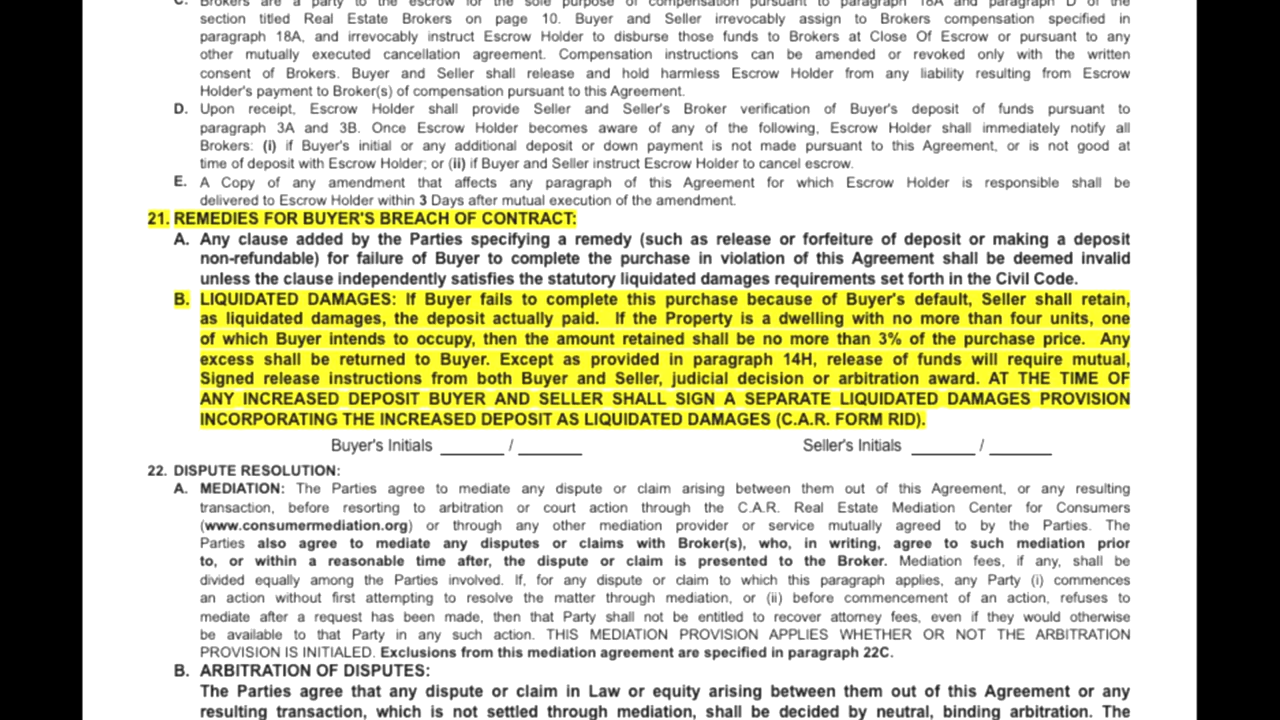 C. Brokers are a party to the escrow for the sole purpose of compensation pursuant to paragraph 18A and paragraph D of the
section titled Real Estate Brokers on page 10. Buyer and Seller irrevocably assign to Brokers compensation specified in
paragraph 18A, and irrevocably instruct Escrow Holder to disburse those funds to Brokers at Close Of Escrow or pursuant to any
other mutually executed cancellation agreement. Compensation instructions can be amended or revoked only with the written
consent of Brokers. Buyer and Seller shall release and hold harmless Escrow Holder from any liability resulting from Escrow
Holder's payment to Broker(s) of compensation pursuant to this Agreement.
D. Upon receipt, Escrow Holder shall provide Seller and Seller's Broker verification of Buyer's deposit of funds pursuant to
paragraph 3A and 3B. Once Escrow Holder becomes aware of any of the following, Escrow Holder shall immediately notify all
Brokers: (i) if Buyer's initial or any additional deposit or down payment is not made pursuant to this Agreement, or is not good at
time of deposit with Escrow Holder; or (ii) if Buyer and Seller instruct Escrow Holder to cancel escrow.
E. A Copy of any amendment that affects any paragraph of this Agreement for which Escrow Holder is responsible shall be
delivered to Escrow Holder within 3 Days after mutual execution of the amendment.
21. REMEDIES FOR BUYER'S BREACH OF CONTRACT:
A. Any clause added by the Parties specifying a remedy (such as release or forfeiture of deposit or making a deposit
non-refundable) for failure of Buyer to complete the purchase in violation of this Agreement shall be deemed invalid
unless the clause independently satisfies the statutory liquidated damages requirements set forth in the Civil Code.
B. LIQUIDATED DAMAGES: If Buyer fails to complete this purchase because of Buyer's default, Seller shall retain,
as liquidated damages, the deposit actually paid. If the Property is a dwelling with no more than four units, one
of which Buyer intends to occupy, then the amount retained shall be no more than 3% of the purchase price. Any
excess shall be returned to Buyer. Except as provided in paragraph 14H, release of funds will require mutual,
Signed release instructions from both Buyer and Seller, judicial decision or arbitration award. AT THE TIME OF
ANY INCREASED DEPOSIT BUYER AND SELLER SHALL SIGN A SEPARATE LIQUIDATED DAMAGES PROVISION
INCORPORATING THE INCREASED DEPOSIT AS LIQUIDATED DAMAGES (C.A.R. FORM RID).
Buyer's Initials ______ / ______ Seller's Initials ______ / ______
22. DISPUTE RESOLUTION:
A. MEDIATION: The Parties agree to mediate any dispute or claim arising between them out of this Agreement, or any resulting
transaction, before resorting to arbitration or court action through the C.A.R. Real Estate Mediation Center for Consumers
(www.consumermediation.org) or through any other mediation provider or service mutually agreed to by the Parties. The
Parties also agree to mediate any disputes or claims with Broker(s), who, in writing, agree to such mediation prior
to, or within a reasonable time after, the dispute or claim is presented to the Broker. Mediation fees, if any, shall be
divided equally among the Parties involved. If, for any dispute or claim to which this paragraph applies, any Party (i) commences
an action without first attempting to resolve the matter through mediation, or (ii) before commencement of an action, refuses to
mediate after a request has been made, then that Party shall not be entitled to recover attorney fees, even if they would otherwise
be available to that Party in any such action. THIS MEDIATION PROVISION APPLIES WHETHER OR NOT THE ARBITRATION
PROVISION IS INITIALED. Exclusions from this mediation agreement are specified in paragraph 22C.
B. ARBITRATION OF DISPUTES:
The Parties agree that any dispute or claim in Law or equity arising between them out of this Agreement or any
resulting transaction, which is not settled through mediation, shall be decided by neutral, binding arbitration. The